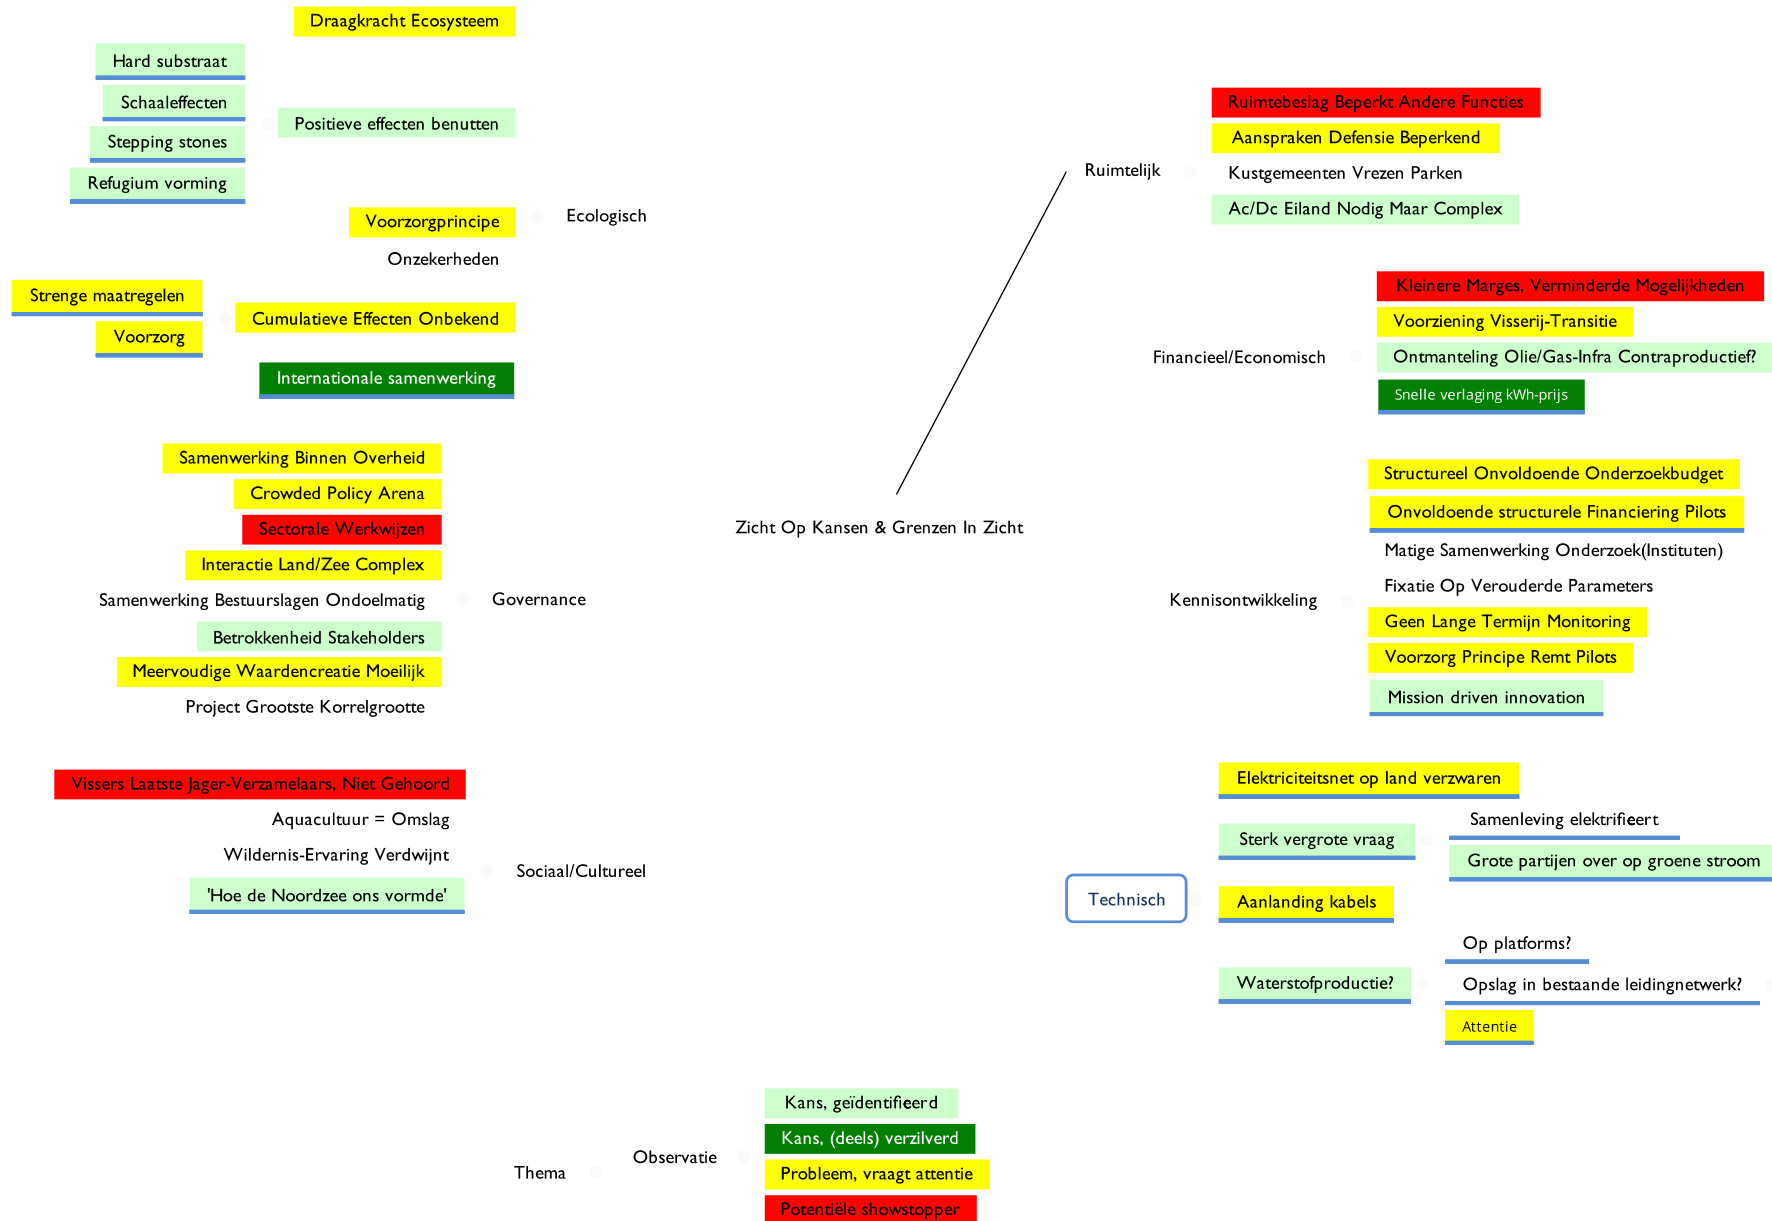 Draagkracht Ecosysteem
Hard substraat
Schaaleffecten
Stepping stones
Refugium vorming
Positieve effecten benutten
Voorzorgprincipe
Ecologisch
Onzekerheden
Strenge maatregelen
Voorzorg
Cumulatieve Effecten Onbekend
Internationale samenwerking
Samenwerking Binnen Overheid
Crowded Policy Arena
Sectorale Werkwijzen
Interactie Land/Zee Complex
Samenwerking Bestuurslagen Ondoelmatig
Governance
Betrokkenheid Stakeholders
Meervoudige Waardencreatie Moeilijk
Project Grootste Korrelgrootte
Vissers Laatste Jager-Verzamelaars, Niet Gehoord
Aquacultuur = Omslag
Wildernis-Ervaring Verdwijnt
Sociaal/Cultureel
'Hoe de Noordzee ons vormde'
Zicht Op Kansen & Grenzen In Zicht
Ruimtelijk
Ruimtebeslag Beperkt Andere Functies
Aanspraken Defensie Beperkend
Kustgemeenten Vrezen Parken
Ac/Dc Eiland Nodig Maar Complex
Financieel/Economisch
Kleinere Marges, Verminderde Mogelijkheden
Voorziening Visserij-Transitie
Ontmanteling Olie/Gas-Infra Contraproductief?
Snelle verlaging kWh-prijs
Kennisontwikkeling
Structureel Onvoldoende Onderzoekbudget
Onvoldoende structurele Financiering Pilots
Matige Samenwerking Onderzoek(Instituten)
Fixatie Op Verouderde Parameters
Geen Lange Termijn Monitoring
Voorzorg Principe Remt Pilots
Mission driven innovation
Technisch
Elektriciteitsnet op land verzwaren
Sterk vergrote vraag
Samenleving elektrificeert
Grote partijen over op groene stroom
Aanlanding kabels
Waterstofproductie?
Op platforms?
Opslag in bestaande leidingnetwerk?
Attentie
Thema
Observatie
Kans, geïdentificeerd
Kans, (deels) verzilverd
Probleem, vraagt attentie
Potentiële showstopper